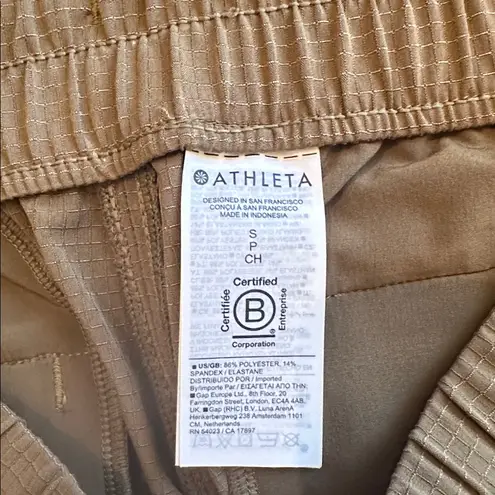 ATHLETA
DESIGNED IN SAN FRANCISCO
CONÇU À SAN FRANCISCO
MADE IN INDONESIA
S
P
CH
Certified
Certifiée
B
Entreprise
Corporation
■ US/GB: 86% POLYESTER, 14%
SPANDEX / ELASTANE
DISTRIBUIDO POR / Imported
By/Importe Par / ΕΙΣΑΓΕΤΑΙ ΑΠΟ ΤΗΝ:
■ Gap Europe Ltd., 8th Floor, 20
Farringdon Street, London, EC4A 4AB,
UK. ■ Gap (RHC) B.V. Luna ArenA
Herikerbergweg 238 Amsterdam 1101
CM, Netherlands
RN 54023 / CA 17897